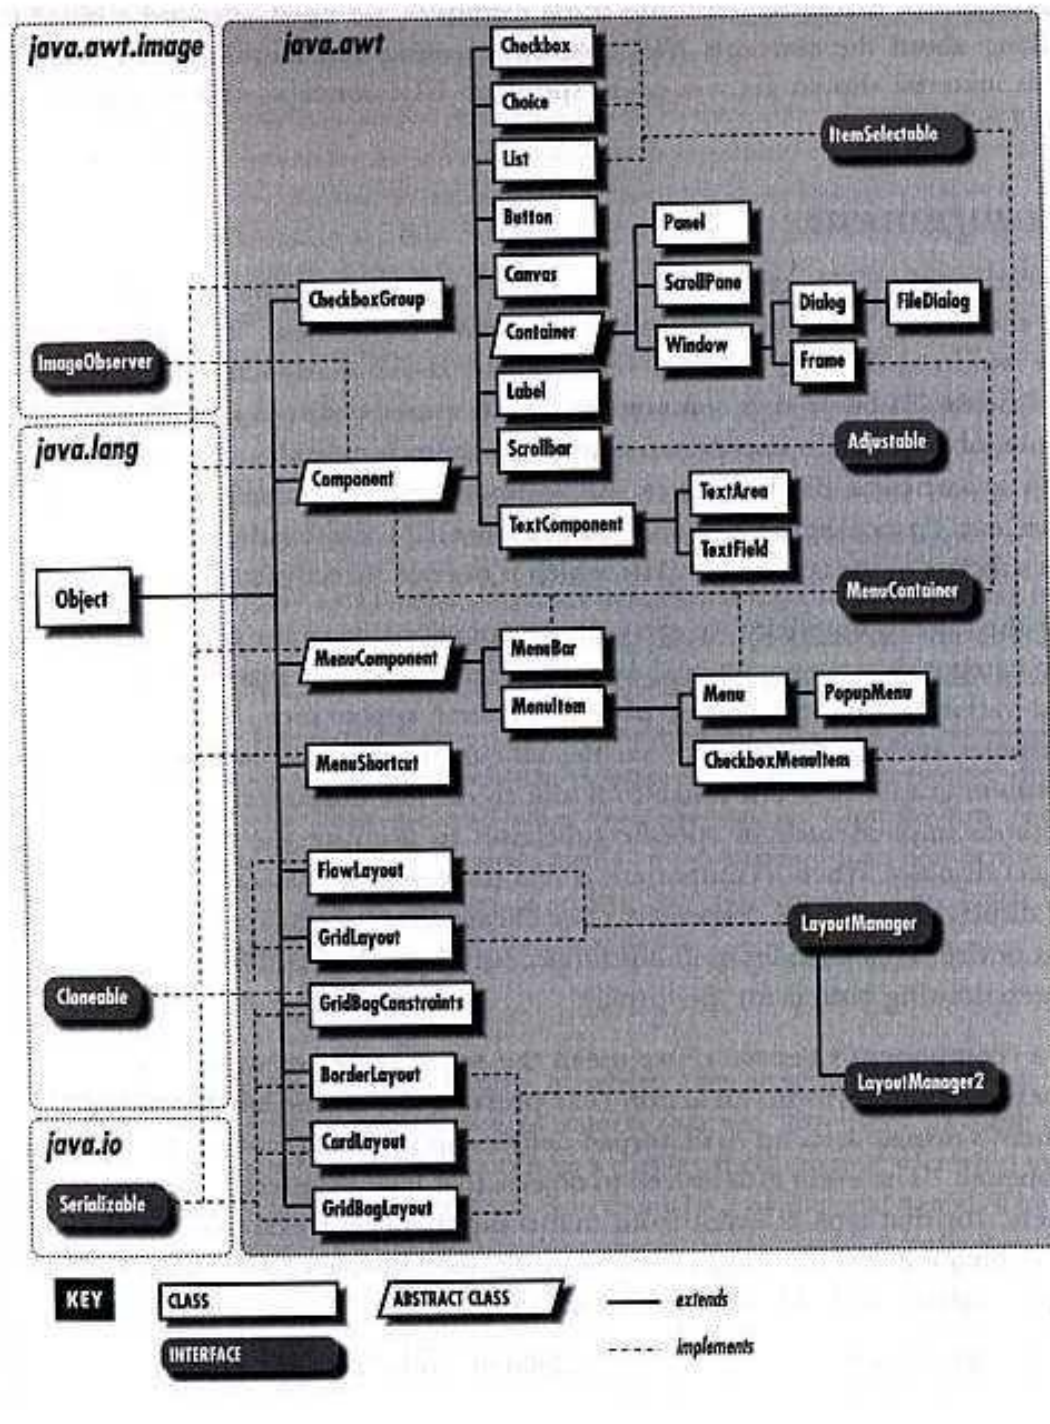 java.awt.image
java.awt
Checkbox
Choice
List
Button
Canvas
Container
Label
Scrollbar
TextComponent
ItemSelectable
Panel
ScrollPane
Window
Dialog
FileDialog
Frame
CheckboxGroup
ImageObserver
java.lang
Component
Adjustable
TextArea
TextField
Object
MenuContainer
MenuComponent
MenuBar
MenuItem
Menu
PopupMenu
CheckboxMenuItem
MenuShortcut
FlowLayout
GridLayout
LayoutManager
Cloneable
GridBagConstraints
BorderLayout
LayoutManager2
java.io
CardLayout
Serializable
GridBagLayout
KEY
CLASS
ABSTRACT CLASS
extends
INTERFACE
implements